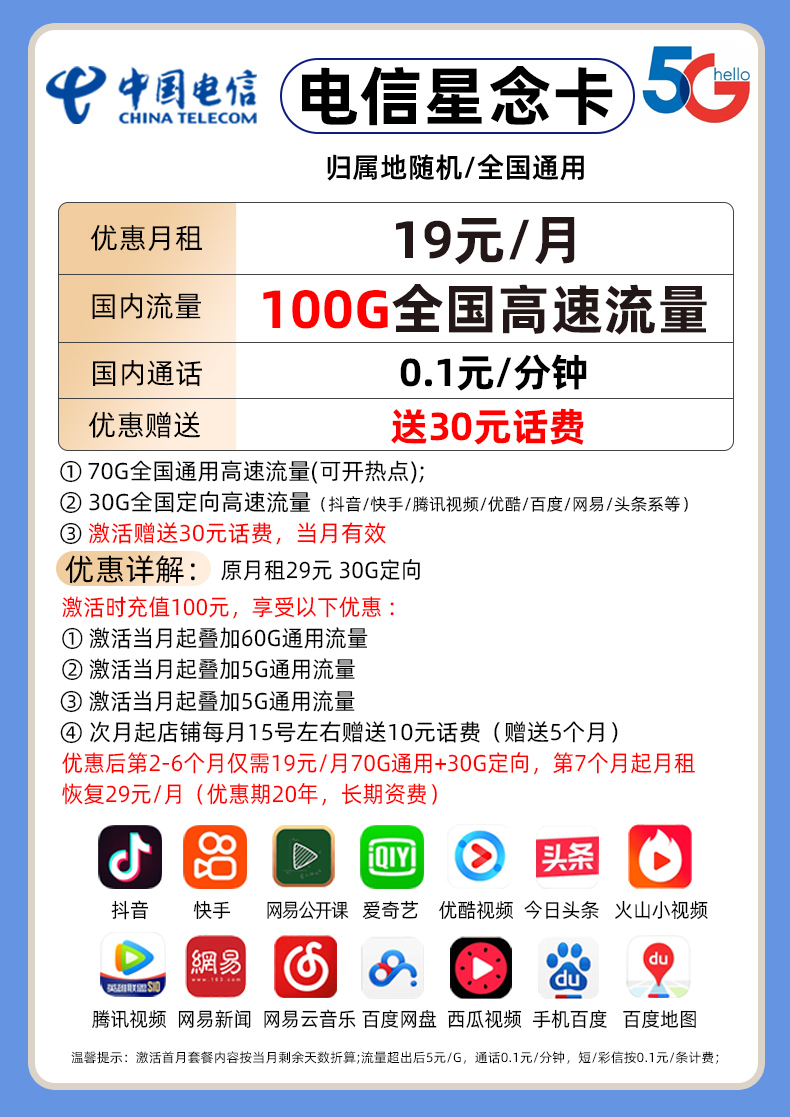 中国电信
CHINA TELECOM
电信星念卡
5G
hello
归属地随机/全国通用
优惠月租
19元/月
国内流量
100G全国高速流量
国内通话
0.1元/分钟
优惠赠送
送30元话费
① 70G全国通用高速流量(可开热点);
② 30G全国定向高速流量（抖音/快手/腾讯视频/优酷/百度/网易/头条系等）
③ 激活赠送30元话费，当月有效
优惠详解： 原月租29元 30G定向
激活时充值100元，享受以下优惠：
① 激活当月起叠加60G通用流量
② 激活当月起叠加5G通用流量
③ 激活当月起叠加5G通用流量
④ 次月起店铺每月15号左右赠送10元话费（赠送5个月）
优惠后第2-6个月仅需19元/月70G通用+30G定向，第7个月起月租
恢复29元/月（优惠期20年，长期资费）
iQIYI
头条
抖音 快手 网易公开课 爱奇艺 优酷视频 今日头条 火山小视频
英雄联盟S10
網易
www.163.com
du
du
腾讯视频 网易新闻 网易云音乐 百度网盘 西瓜视频 手机百度 百度地图
温馨提示：激活首月套餐内容按当月剩余天数折算;流量超出后5元/G，通话0.1元/分钟，短/彩信按0.1元/条计费;